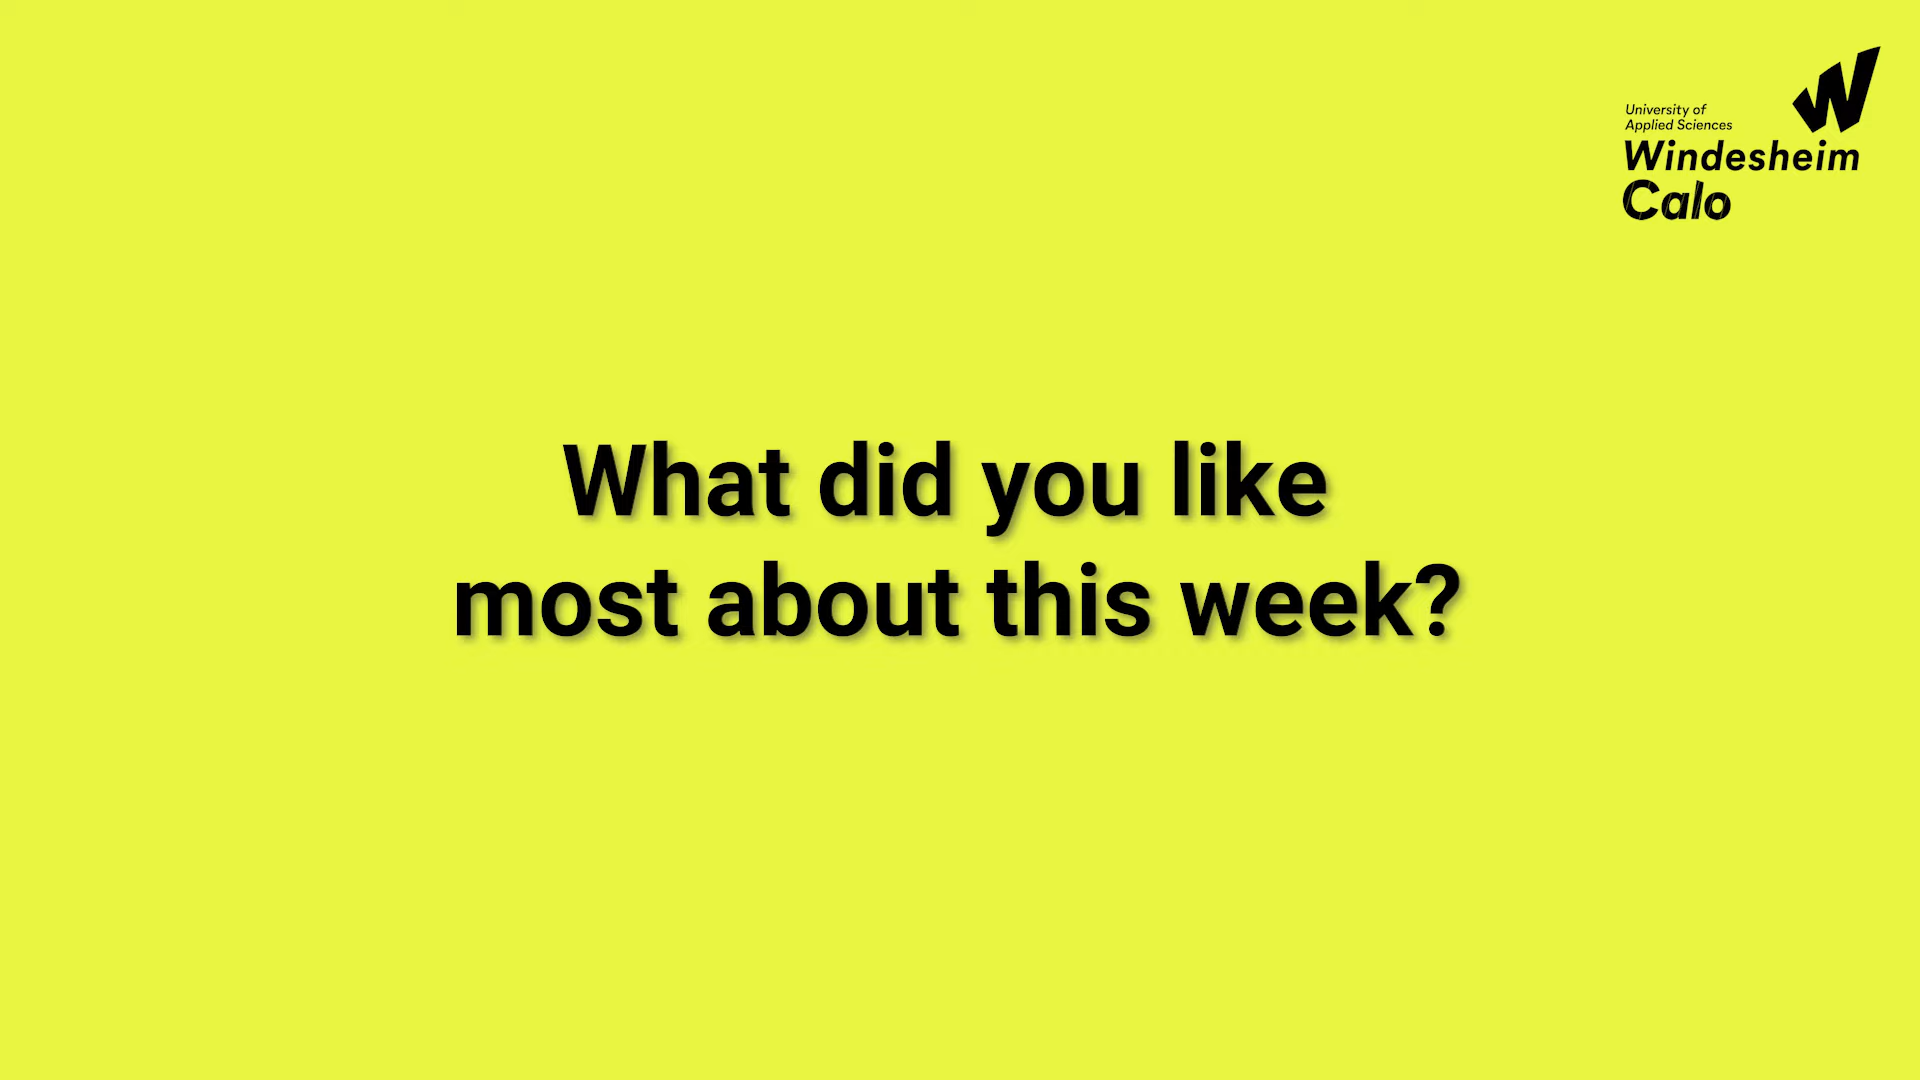 University of
Applied Sciences
Windesheim
Calo
What did you like
most about this week?